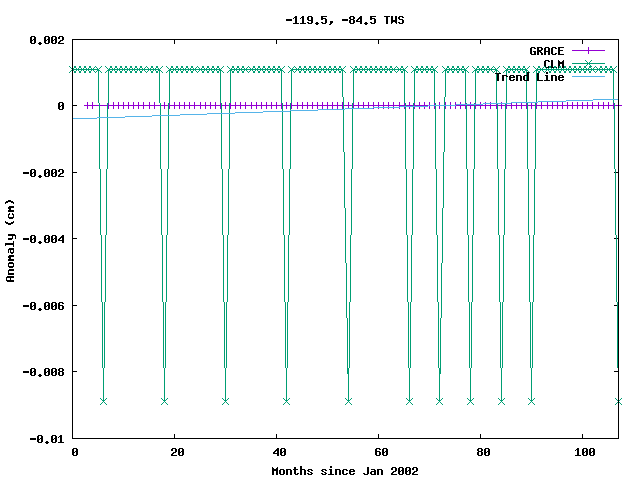 -119.5, -84.5 TWS
GRACE
CLM
Trend Line
0.002
0
-0.002
-0.004
-0.006
-0.008
-0.01
Anomaly (cm)
0 20 40 60 80 100
Months since Jan 2002